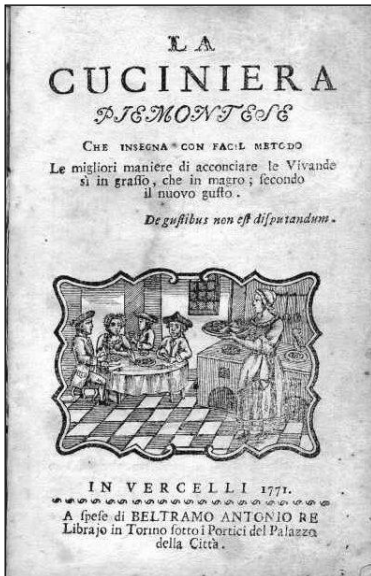 LA
CUCINIERA
PIEMONTESE
CHE INSEGNA CON FACIL METODO
Le migliori maniere di acconciare le Vivande
sì in graſſo, che in magro; ſecondo
il nuovo guſto.
De guſtibus non eſt diſputandum.
IN VERCELLI 1771.
A ſpeſe di BELTRAMO ANTONIO RE
Librajo in Torino ſotto i Portici del Palazzo
della Città.